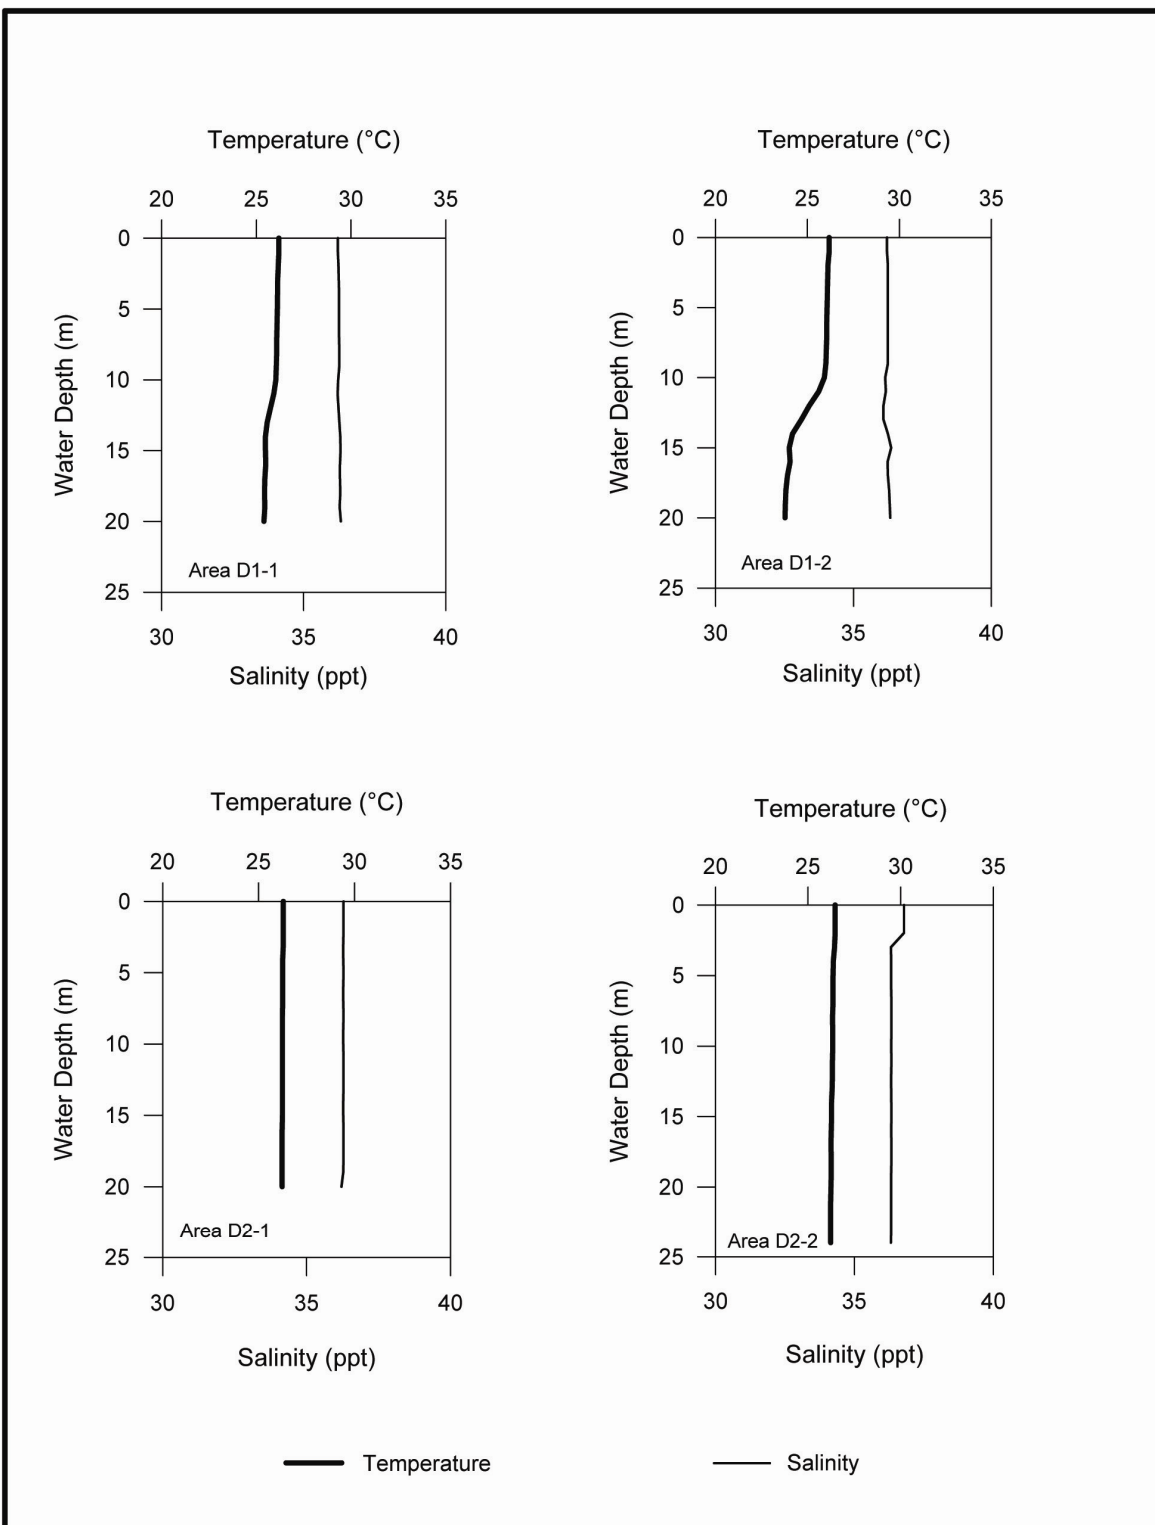 Temperature (°C)
20 25 30 35
0
5
10
15
20
25
Water Depth (m)
Area D1-1
30 35 40
Salinity (ppt)
Temperature (°C)
20 25 30 35
0
5
10
15
20
25
Water Depth (m)
Area D1-2
30 35 40
Salinity (ppt)
Temperature (°C)
20 25 30 35
0
5
10
15
20
25
Water Depth (m)
Area D2-1
30 35 40
Salinity (ppt)
Temperature (°C)
20 25 30 35
0
5
10
15
20
25
Water Depth (m)
Area D2-2
30 35 40
Salinity (ppt)
Temperature Salinity